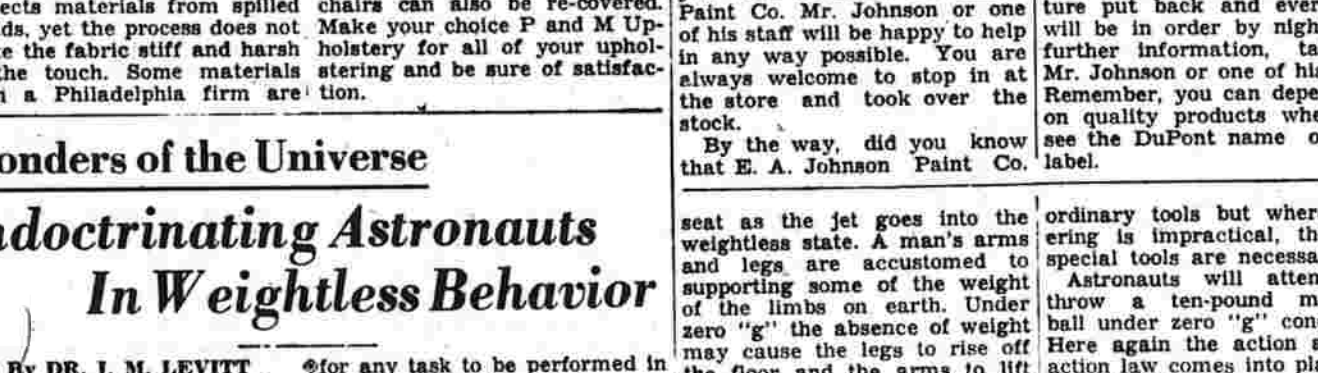 ects materials from spilled
ds, yet the process does not
e the fabric stiff and harsh
the touch. Some materials
a Philadelphia firm are
chairs can also be re-covered.
Make your choice P and M Up-
holstery for all of your uphol-
stering and be sure of satisfac-
tion.
Paint Co. Mr. Johnson or one
of his staff will be happy to help
in any way possible. You are
always welcome to stop in at
the store and took over the
stock.
By the way, did you know
that E. A. Johnson Paint Co.
ture put back and ever
will be in order by nigh
further information, ta
Mr. Johnson or one of his
Remember, you can depe
on quality products whe
see the DuPont name o
label.
onders of the Universe
ndoctrinating Astronauts
In Weightless Behavior
By DR. I. M. LEVITT
for any task to be performed in
seat as the jet goes into the
weightless state. A man's arms
and legs are accustomed to
supporting some of the weight
of the limbs on earth. Under
zero "g" the absence of weight
may cause the legs to rise off
the floor and the arms to lift
ordinary tools but wher
ering is impractical, th
special tools are necessa
Astronauts will atten
throw a ten-pound m
ball under zero "g" con
Here again the action a
action law comes into pla